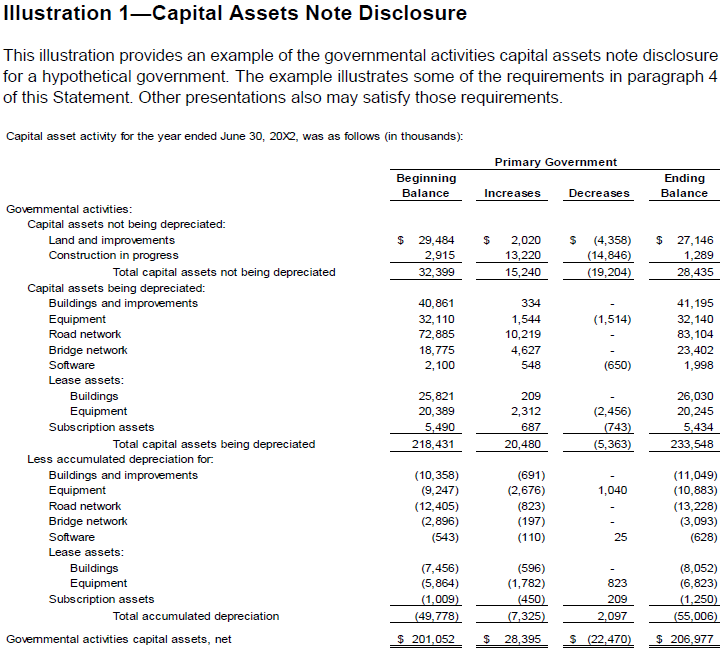 Illustration 1—Capital Assets Note Disclosure
This illustration provides an example of the governmental activities capital assets note disclosure
for a hypothetical government. The example illustrates some of the requirements in paragraph 4
of this Statement. Other presentations also may satisfy those requirements.
Capital asset activity for the year ended June 30, 20X2, was as follows (in thousands):
Primary Government
Beginning Ending
Balance Increases Decreases Balance
Governmental activities:
Capital assets not being depreciated:
Land and improvements $ 29,484 $ 2,020 $ (4,358) $ 27,146
Construction in progress 2,915 13,220 (14,846) 1,289
Total capital assets not being depreciated 32,399 15,240 (19,204) 28,435
Capital assets being depreciated:
Buildings and improvements 40,861 334 - 41,195
Equipment 32,110 1,544 (1,514) 32,140
Road network 72,885 10,219 - 83,104
Bridge network 18,775 4,627 - 23,402
Software 2,100 548 (650) 1,998
Lease assets:
Buildings 25,821 209 - 26,030
Equipment 20,389 2,312 (2,456) 20,245
Subscription assets 5,490 687 (743) 5,434
Total capital assets being depreciated 218,431 20,480 (5,363) 233,548
Less accumulated depreciation for:
Buildings and improvements (10,358) (691) - (11,049)
Equipment (9,247) (2,676) 1,040 (10,883)
Road network (12,405) (823) - (13,228)
Bridge network (2,896) (197) - (3,093)
Software (543) (110) 25 (628)
Lease assets:
Buildings (7,456) (596) - (8,052)
Equipment (5,864) (1,782) 823 (6,823)
Subscription assets (1,009) (450) 209 (1,250)
Total accumulated depreciation (49,778) (7,325) 2,097 (55,006)
Governmental activities capital assets, net $ 201,052 $ 28,395 $ (22,470) $ 206,977